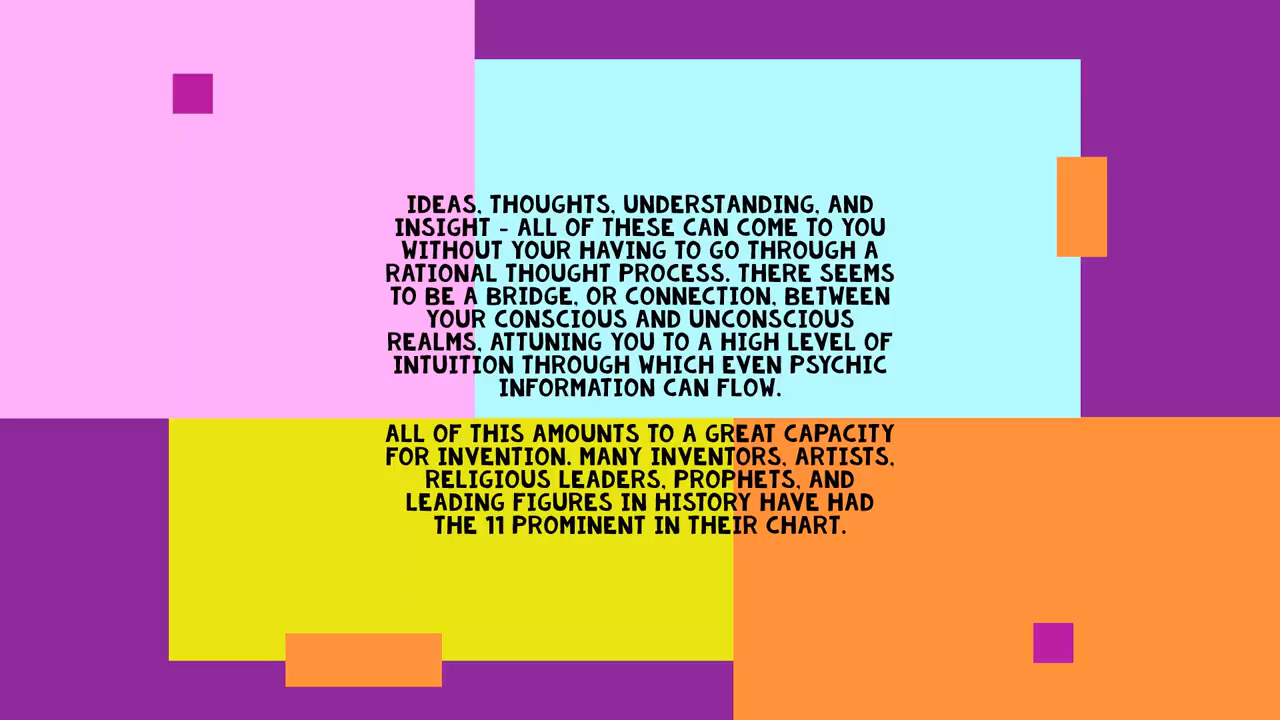 IDEAS, THOUGHTS, UNDERSTANDING, AND
INSIGHT - ALL OF THESE CAN COME TO YOU
WITHOUT YOUR HAVING TO GO THROUGH A
RATIONAL THOUGHT PROCESS. THERE SEEMS
TO BE A BRIDGE, OR CONNECTION, BETWEEN
YOUR CONSCIOUS AND UNCONSCIOUS
REALMS, ATTUNING YOU TO A HIGH LEVEL OF
INTUITION THROUGH WHICH EVEN PSYCHIC
INFORMATION CAN FLOW.
ALL OF THIS AMOUNTS TO A GREAT CAPACITY
FOR INVENTION. MANY INVENTORS, ARTISTS,
RELIGIOUS LEADERS, PROPHETS, AND
LEADING FIGURES IN HISTORY HAVE HAD
THE 11 PROMINENT IN THEIR CHART.